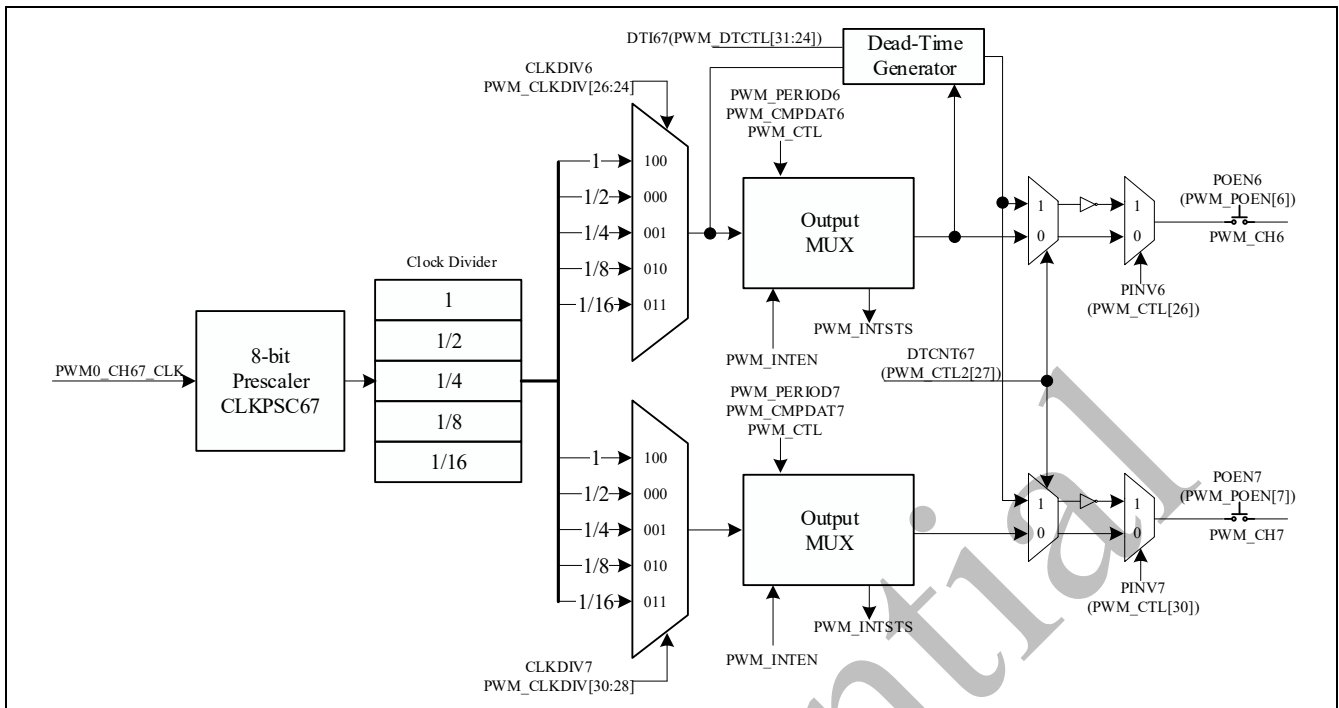 DTI67(PWM_DTCTL[31:24])
Dead-Time
Generator
CLKDIV6
PWM_CLKDIV[26:24]
PWM_PERIOD6
PWM_CMPDAT6
PWM_CTL
1
100
1/2
000
1/4
001
1/8
010
1/16
011
Output
MUX
1
0
1
0
POEN6
(PWM_POEN[6])
PWM_CH6
PINV6
(PWM_CTL[26])
PWM_INTSTS
PWM_INTEN
Clock Divider
1
1/2
1/4
1/8
1/16
PWM0_CH67_CLK
8-bit
Prescaler
CLKPSC67
DTCNT67
(PWM_CTL2[27])
PWM_PERIOD7
PWM_CMPDAT7
PWM_CTL
1
100
1/2
000
1/4
001
1/8
010
1/16
011
Output
MUX
1
0
1
0
POEN7
(PWM_POEN[7])
PWM_CH7
PINV7
(PWM_CTL[30])
PWM_INTSTS
PWM_INTEN
CLKDIV7
PWM_CLKDIV[30:28]
ntial